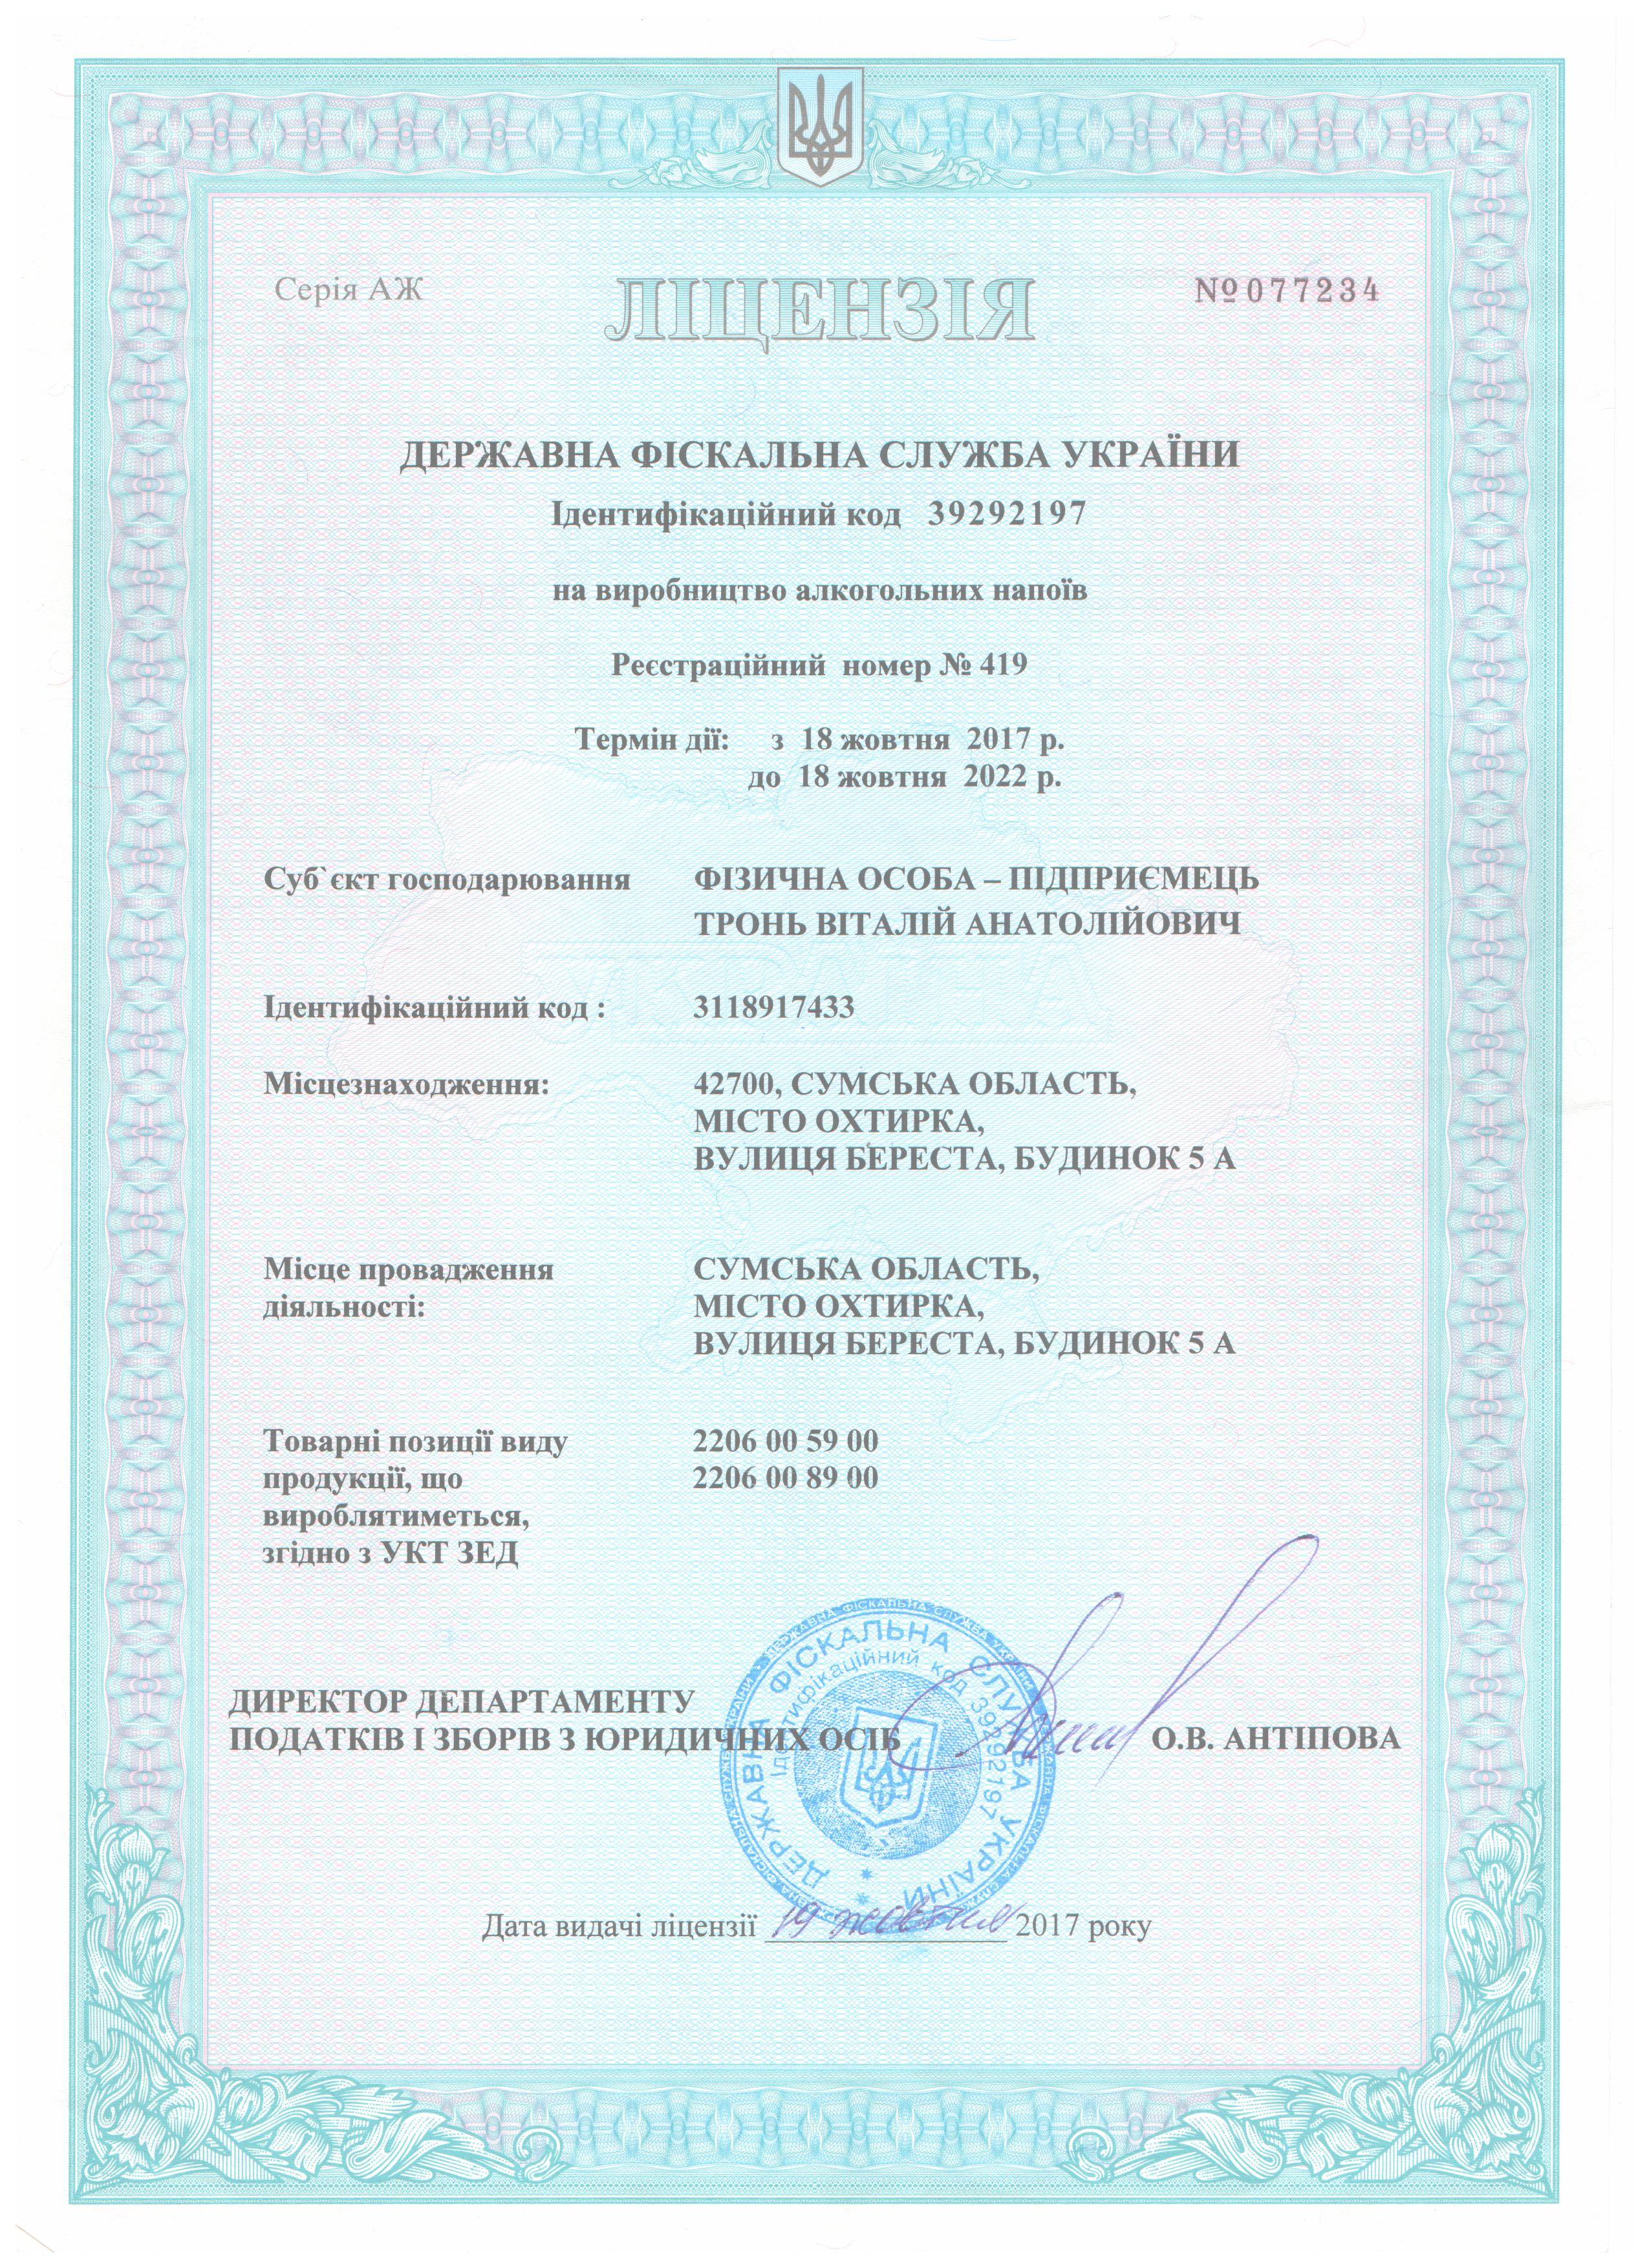 Серія АЖ
ЛІЦЕНЗІЯ
№077234
ДЕРЖАВНА ФІСКАЛЬНА СЛУЖБА УКРАЇНИ
Ідентифікаційний код 39292197
на виробництво алкогольних напоїв
Реєстраційний номер № 419
Термін дії: з 18 жовтня 2017 р.
до 18 жовтня 2022 р.
Суб`єкт господарювання ФІЗИЧНА ОСОБА – ПІДПРИЄМЕЦЬ
ТРОНЬ ВІТАЛІЙ АНАТОЛІЙОВИЧ
Ідентифікаційний код : 3118917433
Місцезнаходження: 42700, СУМСЬКА ОБЛАСТЬ,
МІСТО ОХТИРКА,
ВУЛИЦЯ БЕРЕСТА, БУДИНОК 5 А
Місце провадження СУМСЬКА ОБЛАСТЬ,
діяльності: МІСТО ОХТИРКА,
ВУЛИЦЯ БЕРЕСТА, БУДИНОК 5 А
Товарні позиції виду 2206 00 59 00
продукції, що 2206 00 89 00
вироблятиметься,
згідно з УКТ ЗЕД
ДИРЕКТОР ДЕПАРТАМЕНТУ
ПОДАТКІВ І ЗБОРІВ З ЮРИДИЧНИХ ОСІБ О.В. АНТІПОВА
ДЕРЖАВНА ФІСКАЛЬНА СЛУЖБА УКРАЇНИ
Ідентифікаційний код 39292197
Дата видачі ліцензії 19 жовтня 2017 року